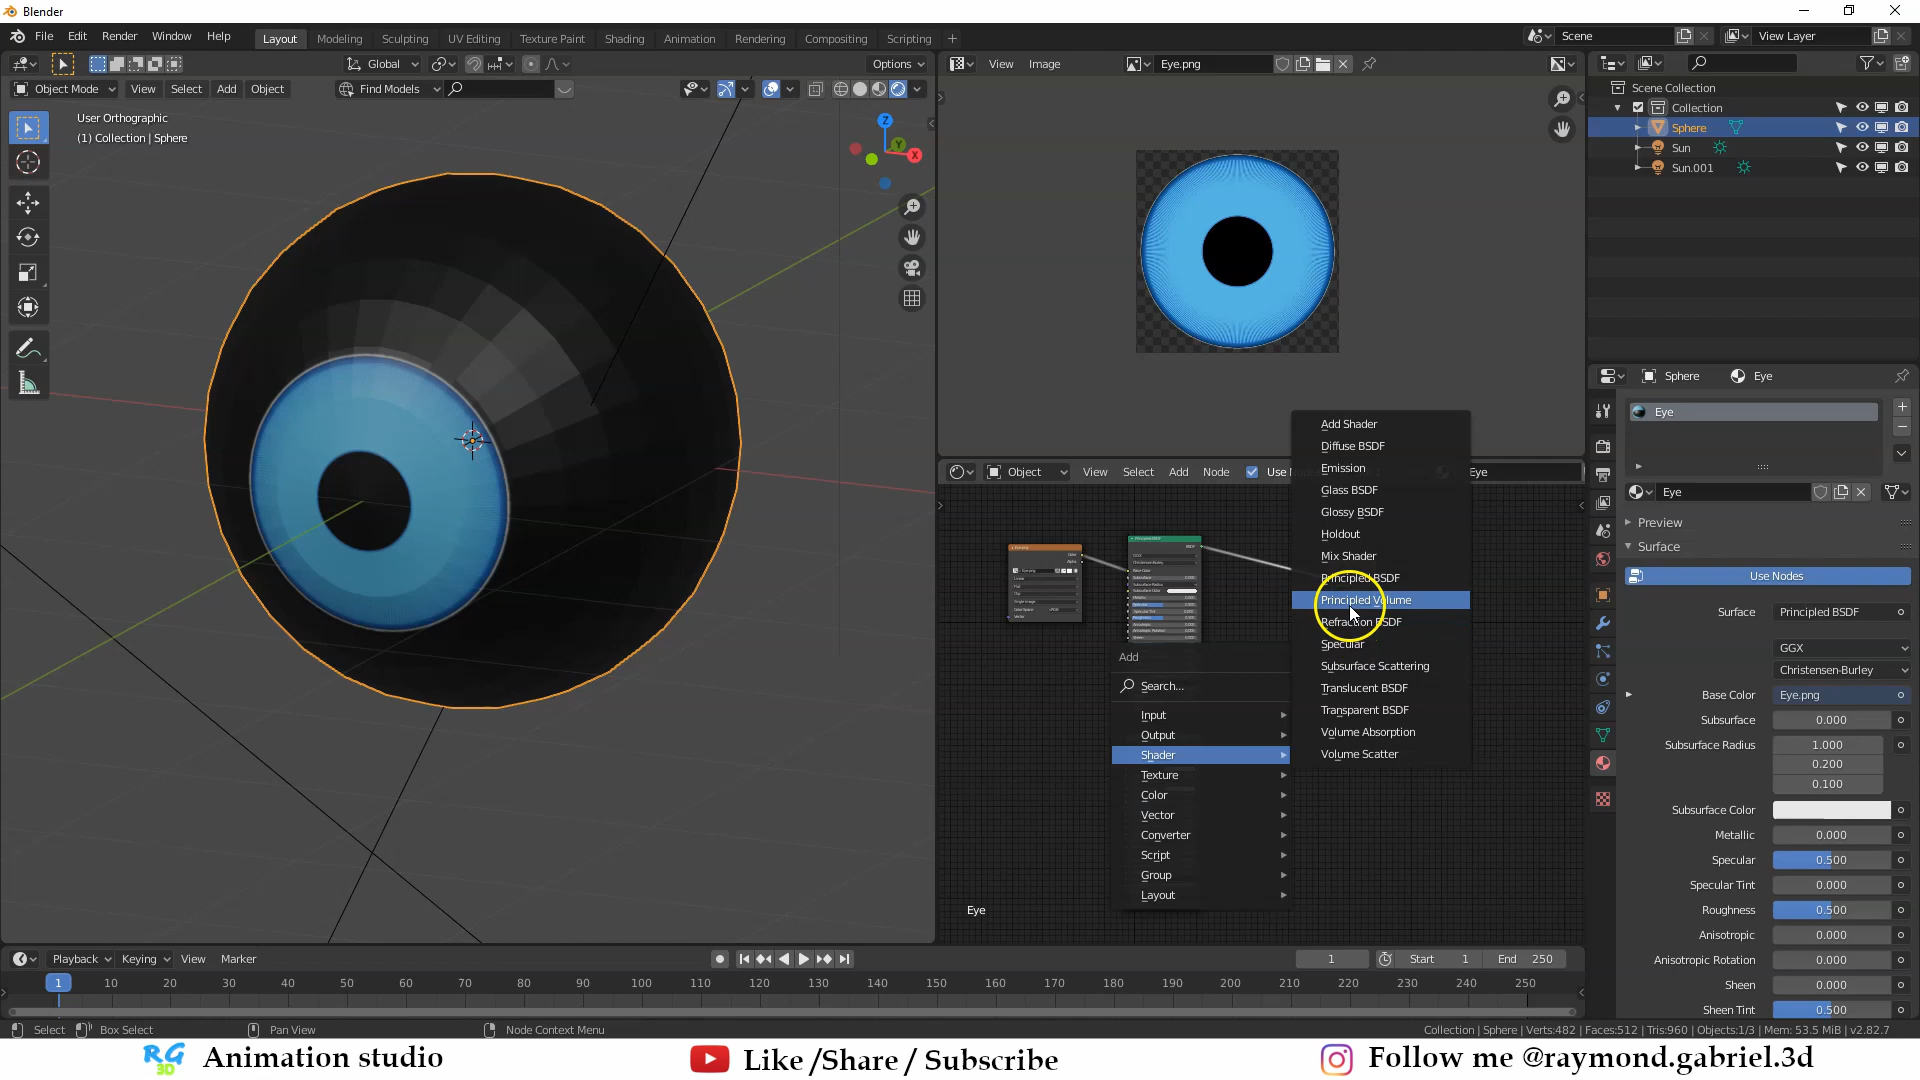 Blender
File Edit Render Window Help
Layout Modeling Sculpting UV Editing Texture Paint Shading Animation Rendering Compositing Scripting +
Scene
View Layer
Global
Options
Object Mode View Select Add Object
Find Models
User Orthographic
(1) Collection | Sphere
Z
Y
X
View Image
Eye.png
Scene Collection
Collection
Sphere
Sun
Sun.001
Sphere
Eye
Eye
Eye
Preview
Surface
Use Nodes
Surface Principled BSDF
GGX
Christensen-Burley
Base Color Eye.png
Subsurface 0.000
Subsurface Radius 1.000
0.200
0.100
Subsurface Color
Metallic 0.000
Specular 0.500
Specular Tint 0.000
Roughness 0.500
Anisotropic 0.000
Anisotropic Rotation 0.000
Sheen 0.000
Sheen Tint 0.500
Object View Select Add Node Use
Eye
Add Shader
Diffuse BSDF
Emission
Glass BSDF
Glossy BSDF
Holdout
Mix Shader
Principled BSDF
Principled Volume
Refraction BSDF
Specular
Subsurface Scattering
Translucent BSDF
Transparent BSDF
Volume Absorption
Volume Scatter
Add
Search...
Input
Output
Shader
Texture
Color
Vector
Converter
Script
Group
Layout
Eye
Playback Keying View Marker
1
Start 1
End 250
1 10 20 30 40 50 60 70 80 90 100 110 120 130 140 150 160 170 180 190 200 210 220 230 240 250
Select Box Select Pan View Node Context Menu
Collection | Sphere | Verts:482 | Faces:512 | Tris:960 | Objects:1/3 | Mem: 53.5 MiB | v2.82.7
RG 3D
Animation studio
Like /Share / Subscribe
Follow me @raymond.gabriel.3d